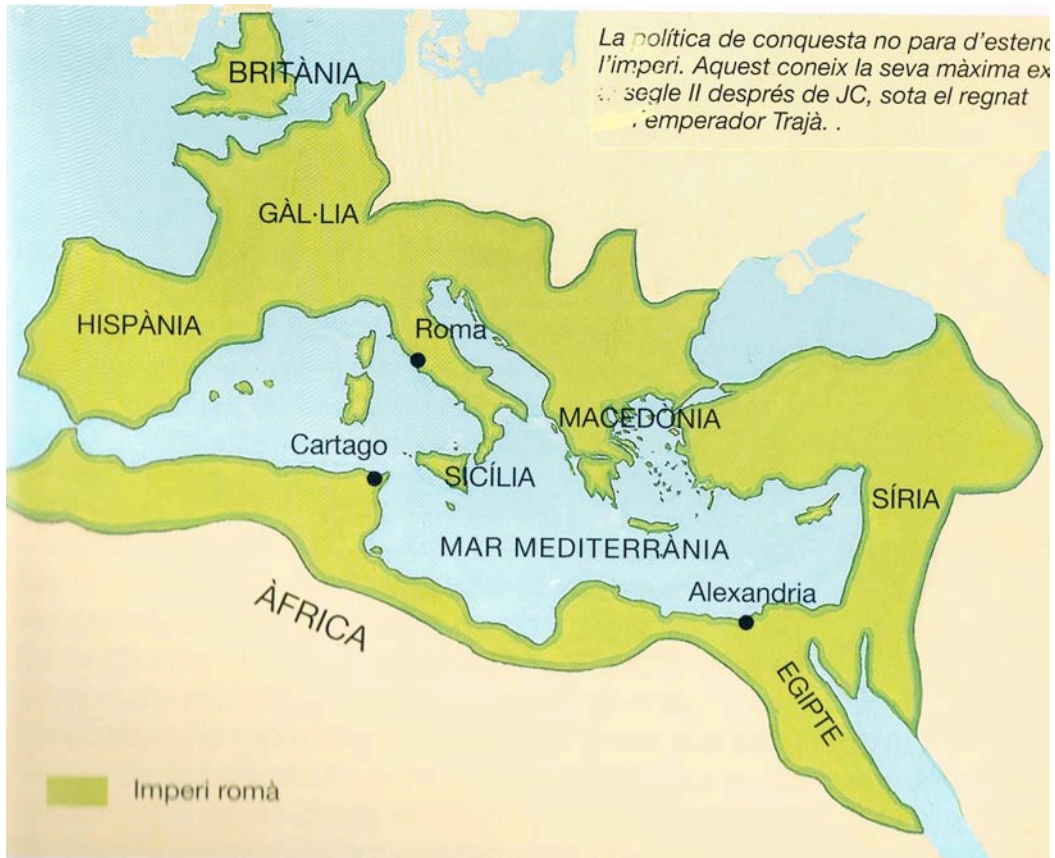 La política de conquesta no para d'estend
l'imperi. Aquest coneix la seva màxima ex
segle II després de JC, sota el regnat
l'emperador Trajà. .
BRITÀNIA
GÀL·LIA
HISPÀNIA
Roma
MACEDÒNIA
Cartago
SICÍLIA
SÍRIA
MAR MEDITERRÀNIA
Alexandria
ÀFRICA
EGIPTE
Imperi romà